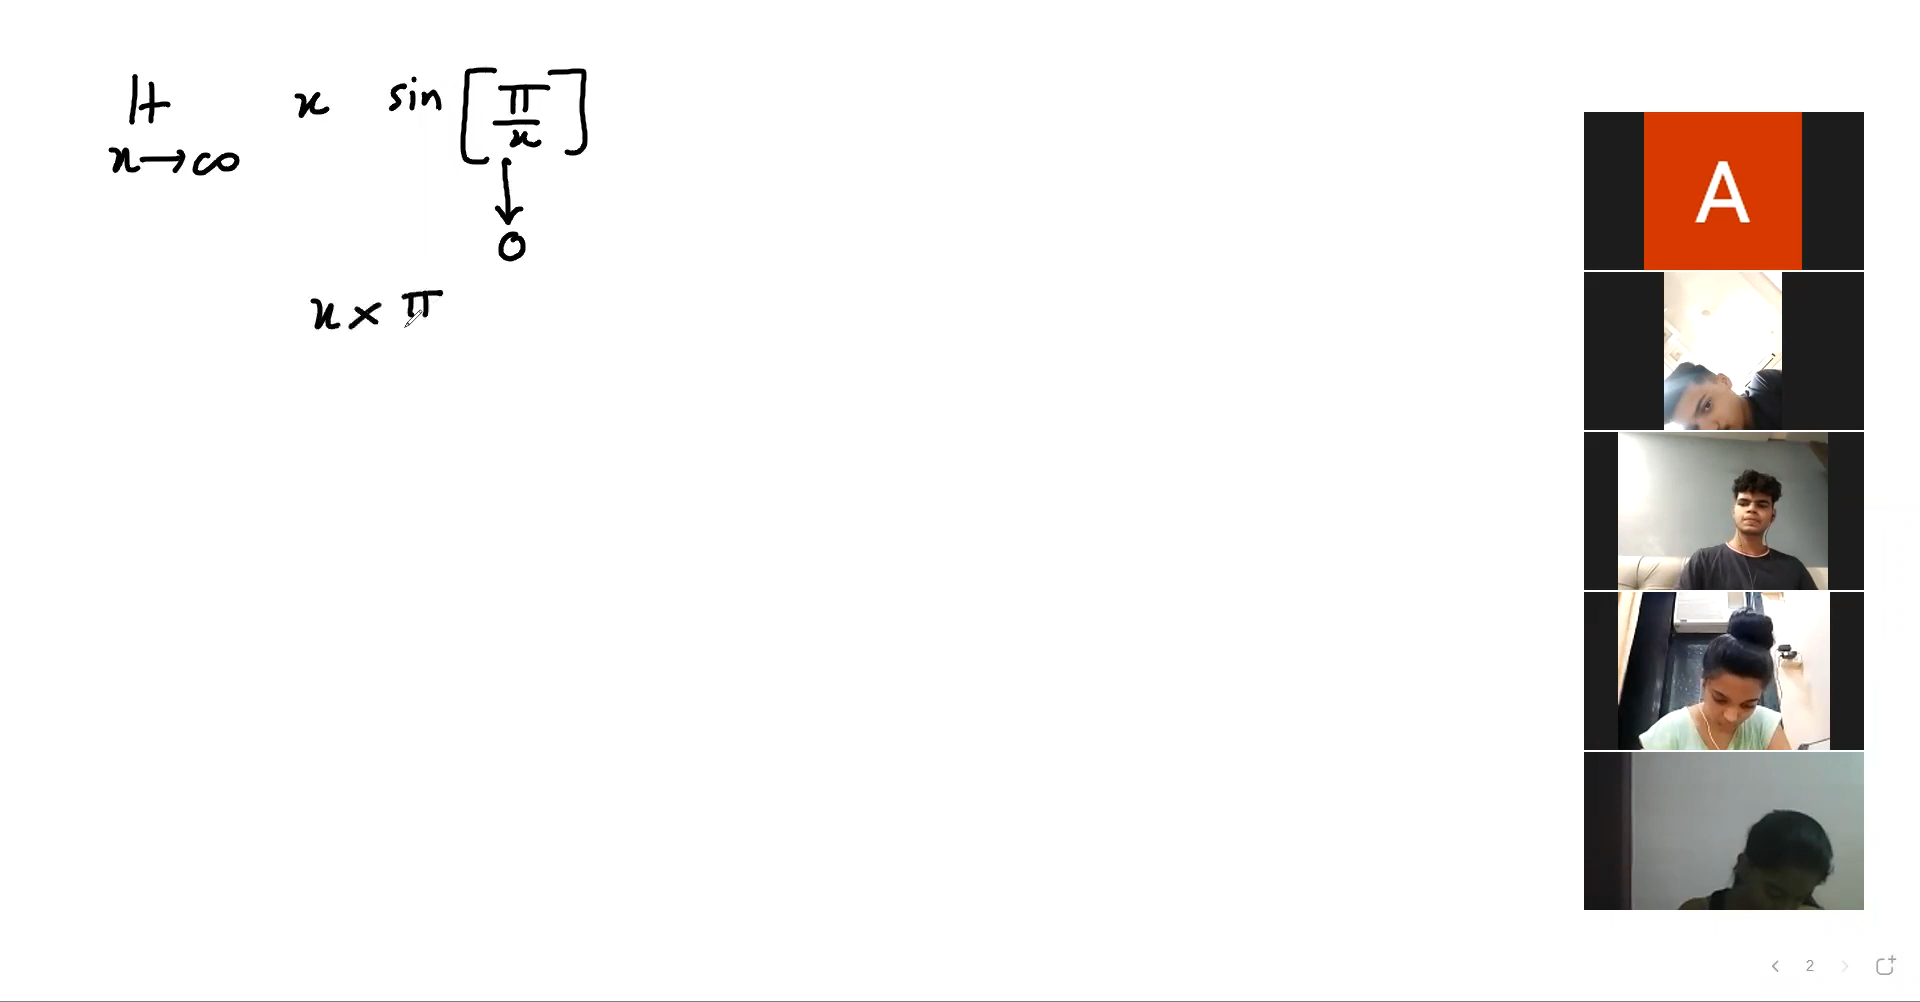 lt x sin [π/x]
x→∞
↓
0
x × π
A
2